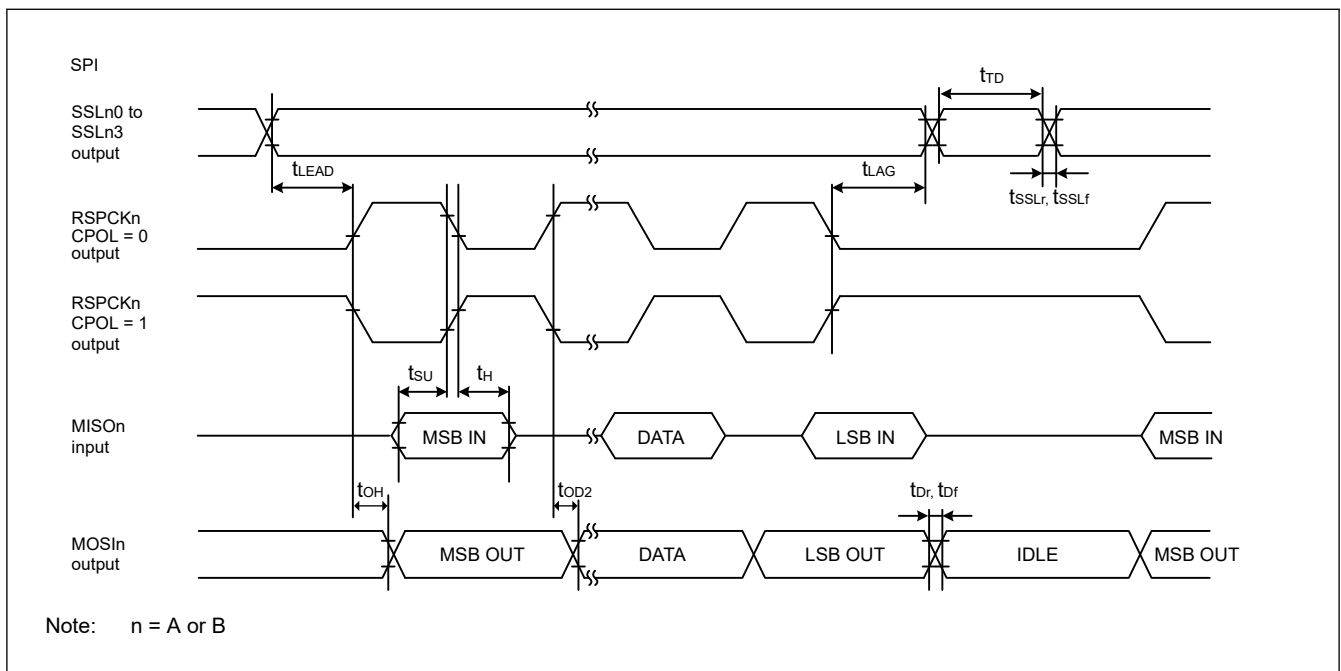 SPI
tTD
SSLn0 to
SSLn3
output
tLEAD
tLAG
tSSLr, tSSLf
RSPCKn
CPOL = 0
output
RSPCKn
CPOL = 1
output
tSU
tH
MISOn
input
MSB IN
DATA
LSB IN
MSB IN
tOH
tOD2
tDr, tDf
MOSIn
output
MSB OUT
DATA
LSB OUT
IDLE
MSB OUT
Note: n = A or B